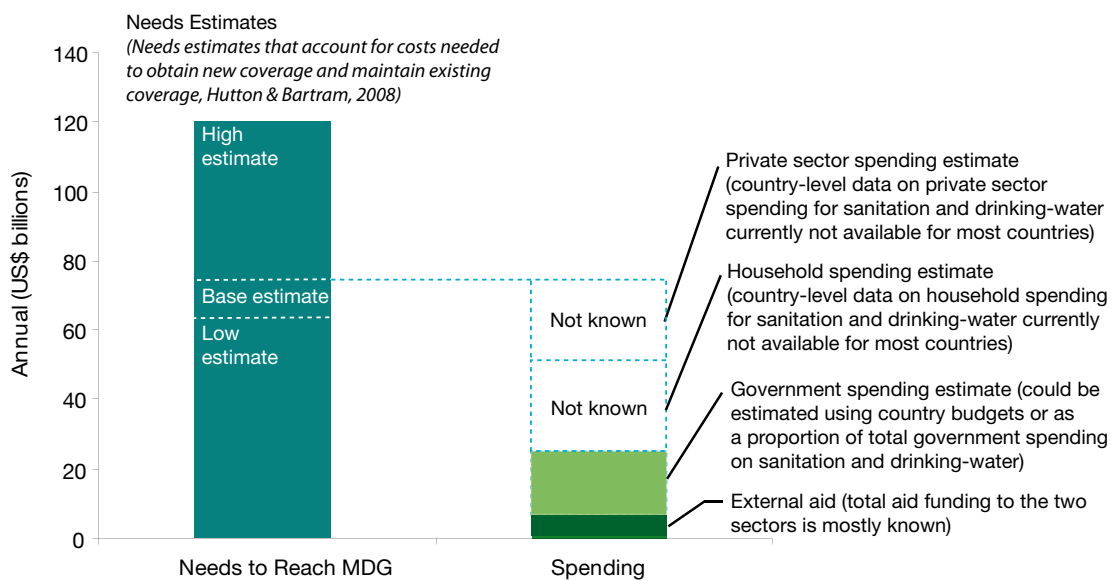 Needs Estimates
(Needs estimates that account for costs needed
to obtain new coverage and maintain existing
coverage, Hutton & Bartram, 2008)
Annual (US$ billions)
140
120
100
80
60
40
20
0
High
estimate
Base estimate
Low
estimate
Not known
Not known
Private sector spending estimate
(country-level data on private sector
spending for sanitation and drinking-water
currently not available for most countries)
Household spending estimate
(country-level data on household spending
for sanitation and drinking-water currently
not available for most countries)
Government spending estimate (could be
estimated using country budgets or as
a proportion of total government spending
on sanitation and drinking-water)
External aid (total aid funding to the two
sectors is mostly known)
Needs to Reach MDG
Spending